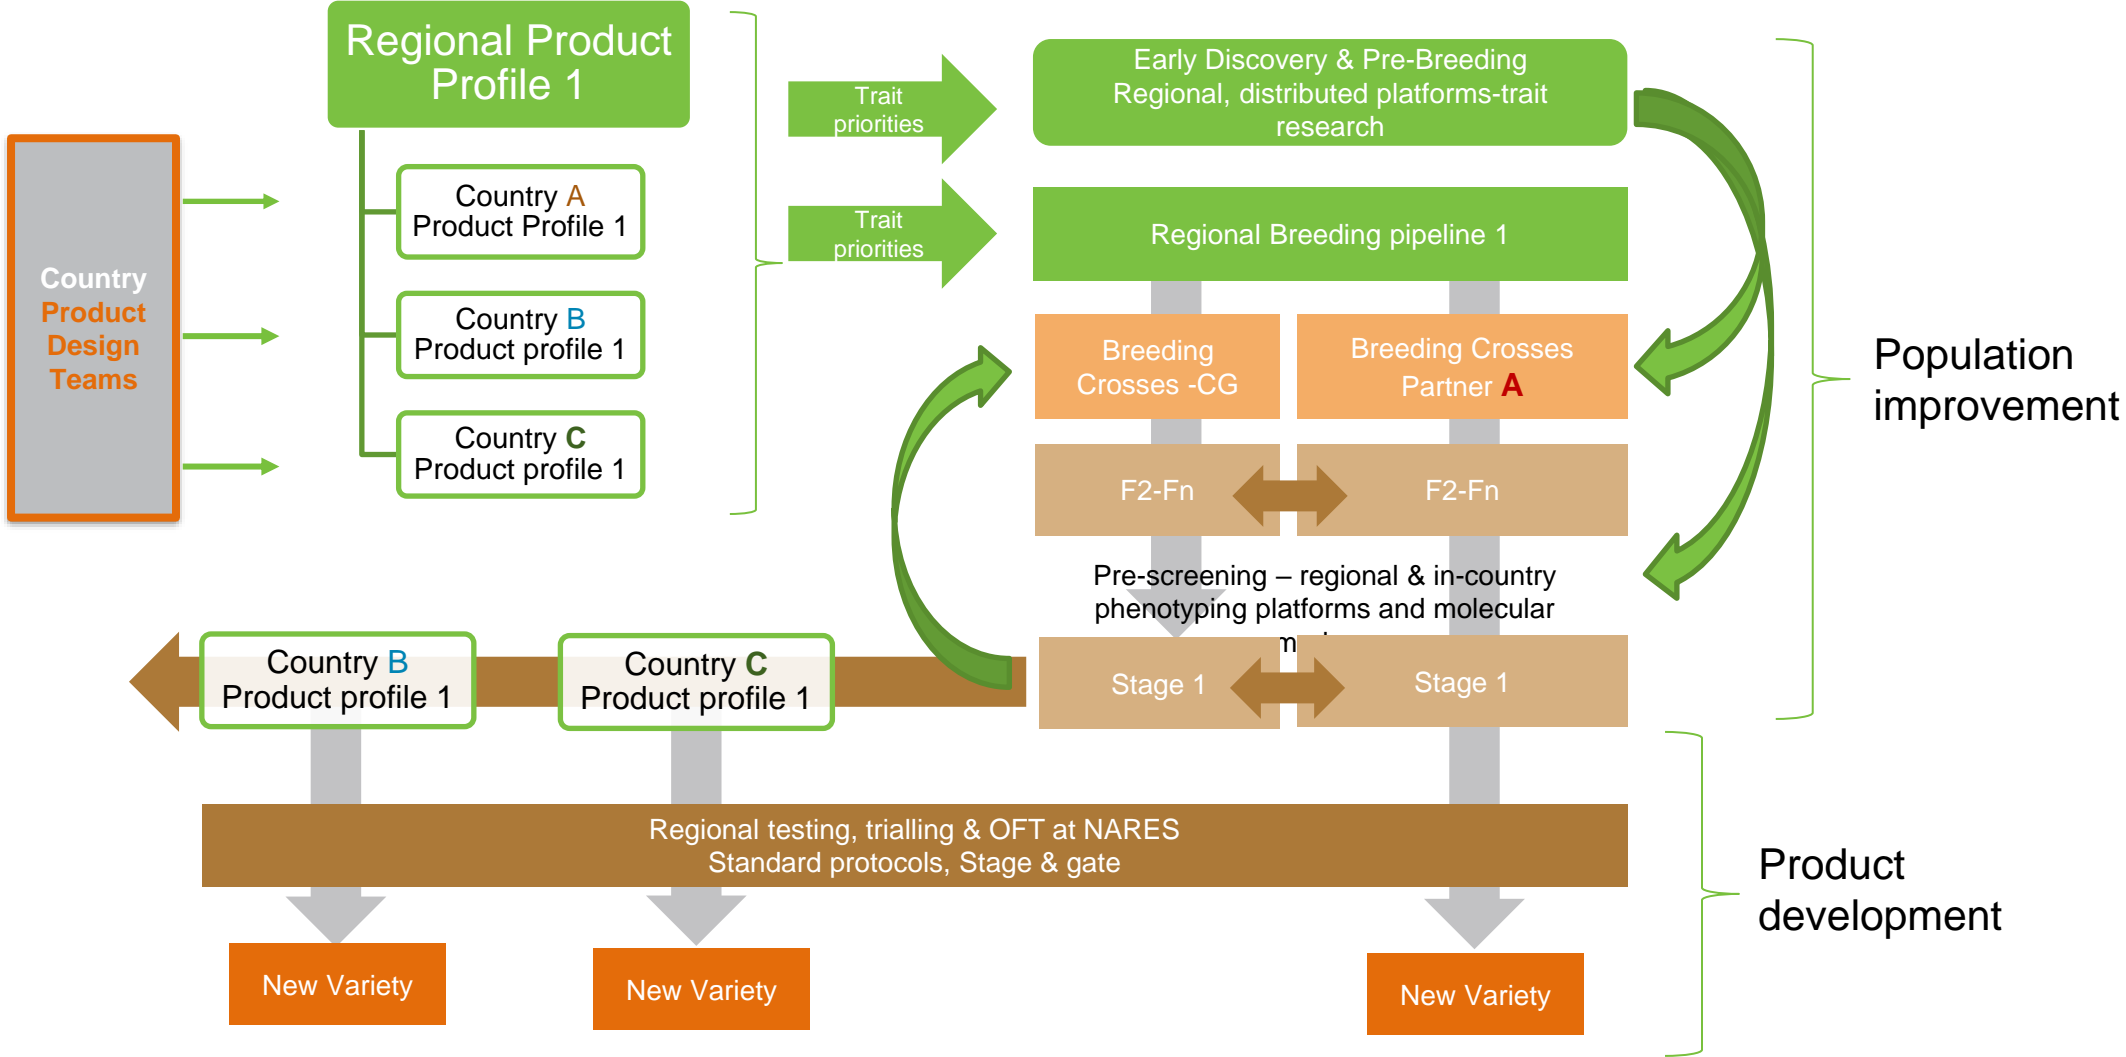 Regional Product
Profile 1
Country A
Product Profile 1
Country B
Product profile 1
Country C
Product profile 1
Country
Product
Design
Teams
Trait
priorities
Trait
priorities
Early Discovery & Pre-Breeding
Regional, distributed platforms-trait
research
Regional Breeding pipeline 1
Breeding
Crosses -CG
Breeding Crosses
Partner A
F2-Fn
F2-Fn
Pre-screening – regional & in-country
phenotyping platforms and molecular
Stage 1
Stage 1
Population
improvement
Country B
Product profile 1
Country C
Product profile 1
Regional testing, trialling & OFT at NARES
Standard protocols, Stage & gate
Product
development
New Variety
New Variety
New Variety